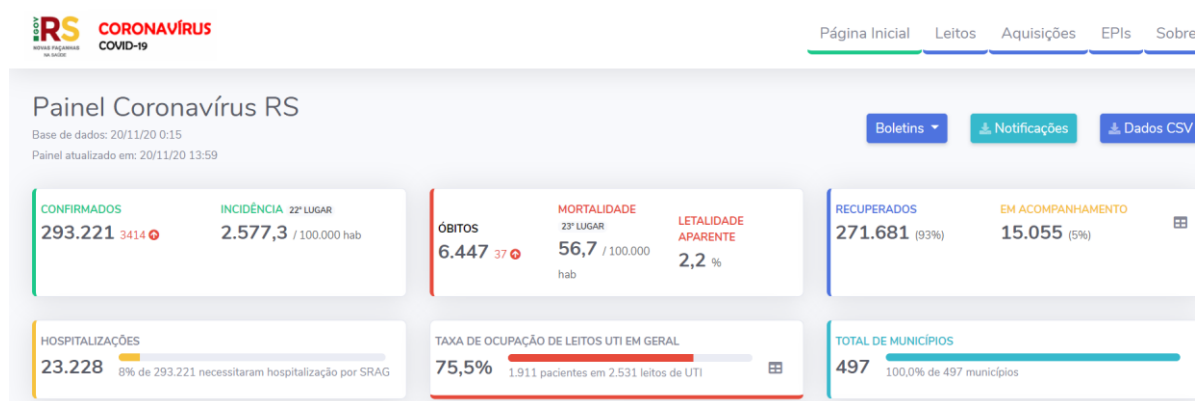 GOV RS
NOVAS FAÇANHAS
NA SAÚDE
CORONAVÍRUS
COVID-19
Página Inicial Leitos Aquisições EPIs Sobre
Painel Coronavírus RS
Base de dados: 20/11/20 0:15
Painel atualizado em: 20/11/20 13:59
Boletins Notificações Dados CSV
CONFIRMADOS
293.221 3414
INCIDÊNCIA 22º LUGAR
2.577,3 / 100.000 hab
ÓBITOS
6.447 37
MORTALIDADE
23º LUGAR
56,7 / 100.000
hab
LETALIDADE
APARENTE
2,2 %
RECUPERADOS
271.681 (93%)
EM ACOMPANHAMENTO
15.055 (5%)
HOSPITALIZAÇÕES
23.228 8% de 293.221 necessitaram hospitalização por SRAG
TAXA DE OCUPAÇÃO DE LEITOS UTI EM GERAL
75,5% 1.911 pacientes em 2.531 leitos de UTI
TOTAL DE MUNICÍPIOS
497 100,0% de 497 municípios